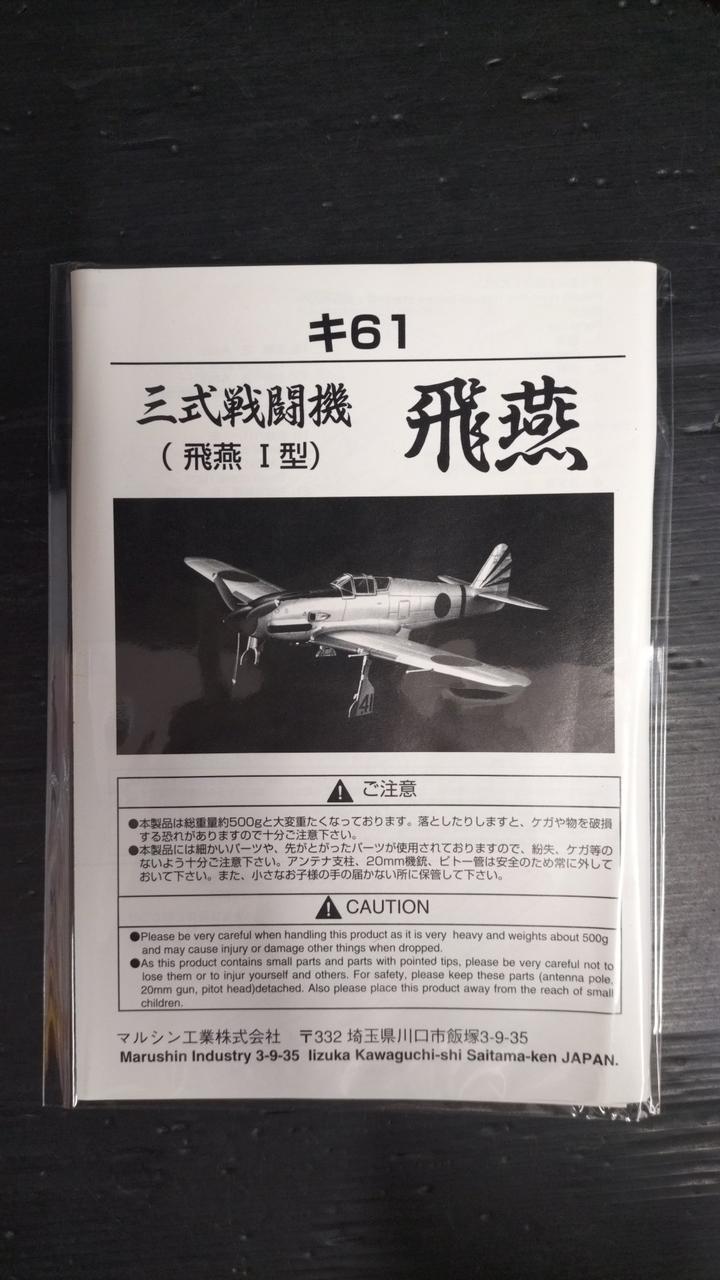 キ61
三式戦闘機 飛燕
（飛燕 I 型）
41
⚠ ご注意
●本製品は総重量約500gと大変重たくなっております。落としたりしますと、ケガや物を破損
する恐れがありますので十分ご注意下さい。
●本製品には細かいパーツや、先がとがったパーツが使用されておりますので、紛失、ケガ等の
ないよう十分ご注意下さい。アンテナ支柱、20mm機銃、ピトー管は安全のため常に外して
おいて下さい。また、小さなお子様の手の届かない所に保管して下さい。
⚠ CAUTION
●Please be very careful when handling this product as it is very heavy and weights about 500g
and may cause injury or damage other things when dropped.
●As this product contains small parts and parts with pointed tips, please be very careful not to
lose them or to injur yourself and others. For safety, please keep these parts (antenna pole,
20mm gun, pitot head)detached. Also please place this product away from the reach of small
children.
マルシン工業株式会社 〒332 埼玉県川口市飯塚3-9-35
Marushin Industry 3-9-35 Iizuka Kawaguchi-shi Saitama-ken JAPAN.